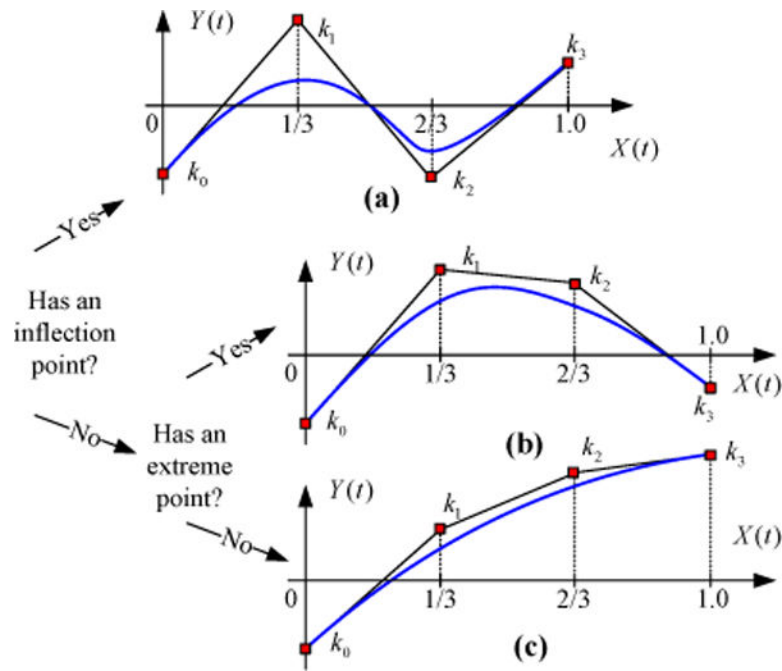 Y(t)
k₁
k₃
0
1/3
2/3
1.0
X(t)
k₀
k₂
(a)
Yes
Has an
inflection
point?
No
Y(t)
k₁
k₂
1.0
0
1/3
2/3
X(t)
k₀
k₃
(b)
Yes
Has an
extreme
point?
No
Y(t)
k₁
k₂
k₃
X(t)
0
1/3
2/3
1.0
k₀
(c)